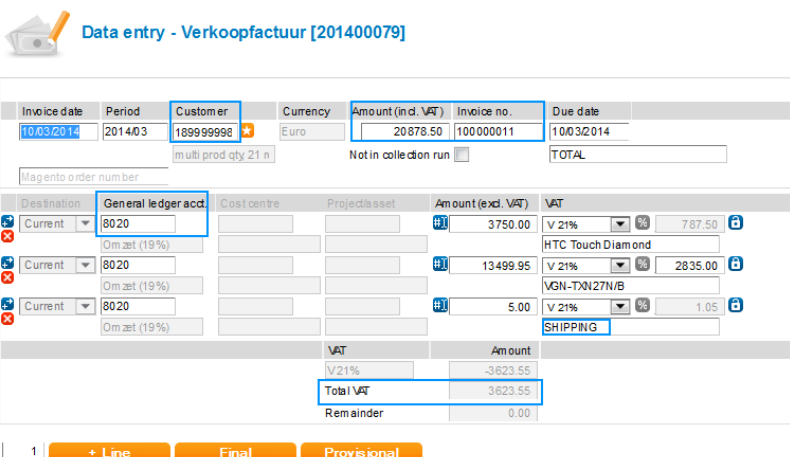 Data entry - Verkoopfactuur [201400079]
Invoice date Period Customer Currency Amount (incl. VAT) Invoice no. Due date
10/03/2014 2014/03 189999998 Euro 20878.50 100000011 10/03/2014
multi prod qty, 21 n Not in collection run TOTAL
Magento order number
Destination General ledger acct. Cost centre Project/asset Amount (excl. VAT) VAT
Current 8020 3750.00 V 21% % 787.50
Omzet (19%) HTC Touch Diamond
Current 8020 13499.95 V 21% % 2835.00
Omzet (19%) VGN-TXN27N/B
Current 8020 5.00 V 21% % 1.05
Omzet (19%) SHIPPING
VAT Amount
V21% -3623.55
Total VAT 3623.55
Remainder 0.00
1 + Line Final Provisional